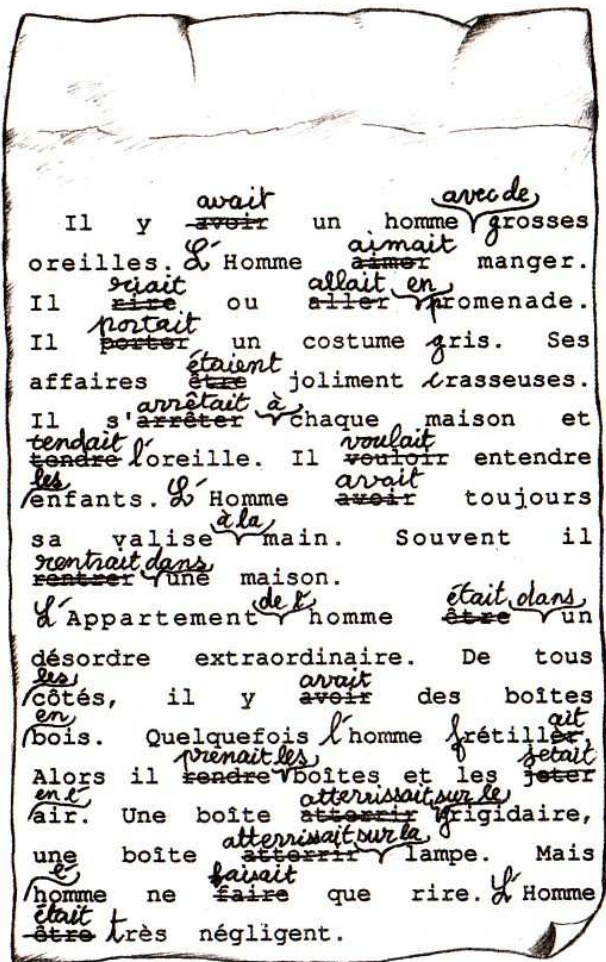 avait avec de
Il y avoir un homme grosses
aimait
oreilles. L'Homme aimer manger.
riait allait en
Il rire ou aller promenade.
portait
Il porter un costume gris. Ses
étaient
affaires être joliment crasseuses.
arrêtait à
Il s'arrêter chaque maison et
tendait voulait
tendre l'oreille. Il vouloir entendre
les avait
enfants. L'Homme avoir toujours
à la
sa valise main. Souvent il
rentrait dans
rentrer une maison.
de l' était dans
L'Appartement homme être un
désordre extraordinaire. De tous
les avait
côtés, il y avoir des boîtes
en ait
bois. Quelquefois l'homme frétiller.
prenait les jetait
Alors il rendre boîtes et les jeter
en l' atterrissait sur le
air. Une boîte atterrir frigidaire,
atterrissait sur la
une boîte atterrir lampe. Mais
l' faisait
homme ne faire que rire. L'Homme
était
être très négligent.